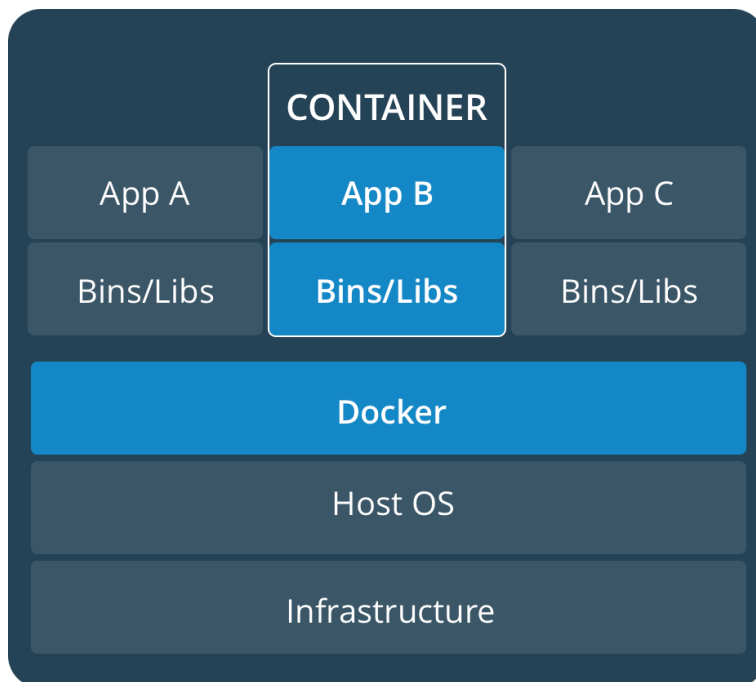 CONTAINER
App A
App B
App C
Bins/Libs
Bins/Libs
Bins/Libs
Docker
Host OS
Infrastructure